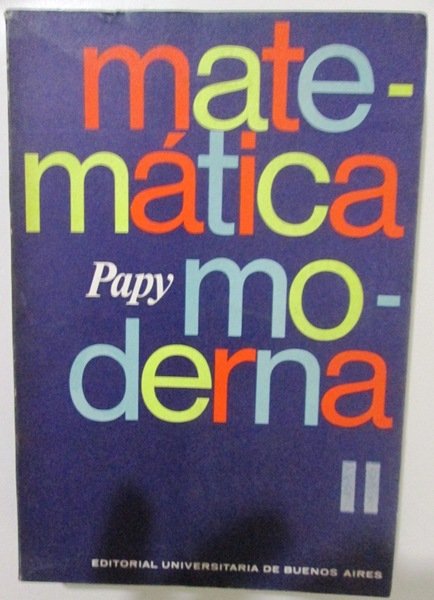 mate-
mática
Papy mo-
derna
II
EDITORIAL UNIVERSITARIA DE BUENOS AIRES